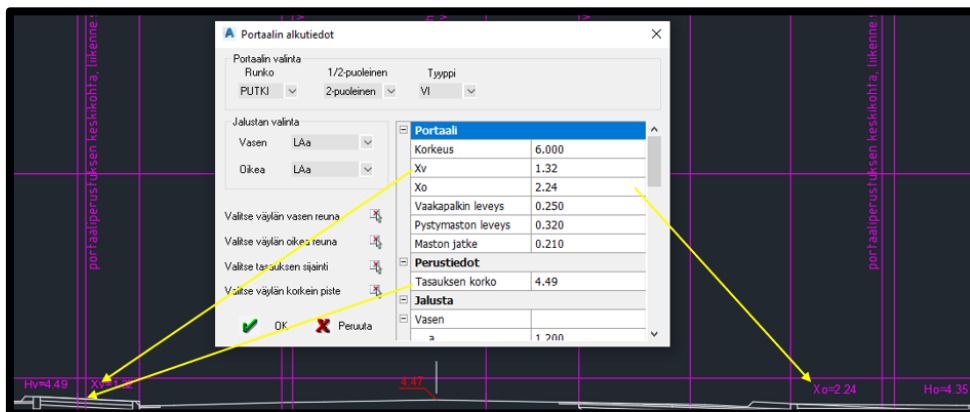 Portaalin alkutiedot
Portaalin valinta
Runko 1/2-puoleinen Tyyppi
PUTKI 2-puoleinen VI
Jalustan valinta
Vasen LAa
Oikea LAa
Valitse väylän vasen reuna
Valitse väylän oikea reuna
Valitse tasauksen sijainti
Valitse väylän korkein piste
OK Peruuta
Portaali
Korkeus 6.000
Xv 1.32
Xo 2.24
Vaakapalkin leveys 0.250
Pystymaston leveys 0.320
Maston jatke 0.210
Perustiedot
Tasauksen korko 4.49
Jalusta
Vasen
a 1.200
portaaliperustuksen keskikohta, liikenne
portaaliperustuksen keskikohta, liikenne
Hv=4.49 Xv=1.32
4.47
Xo=2.24 Ho=4.35